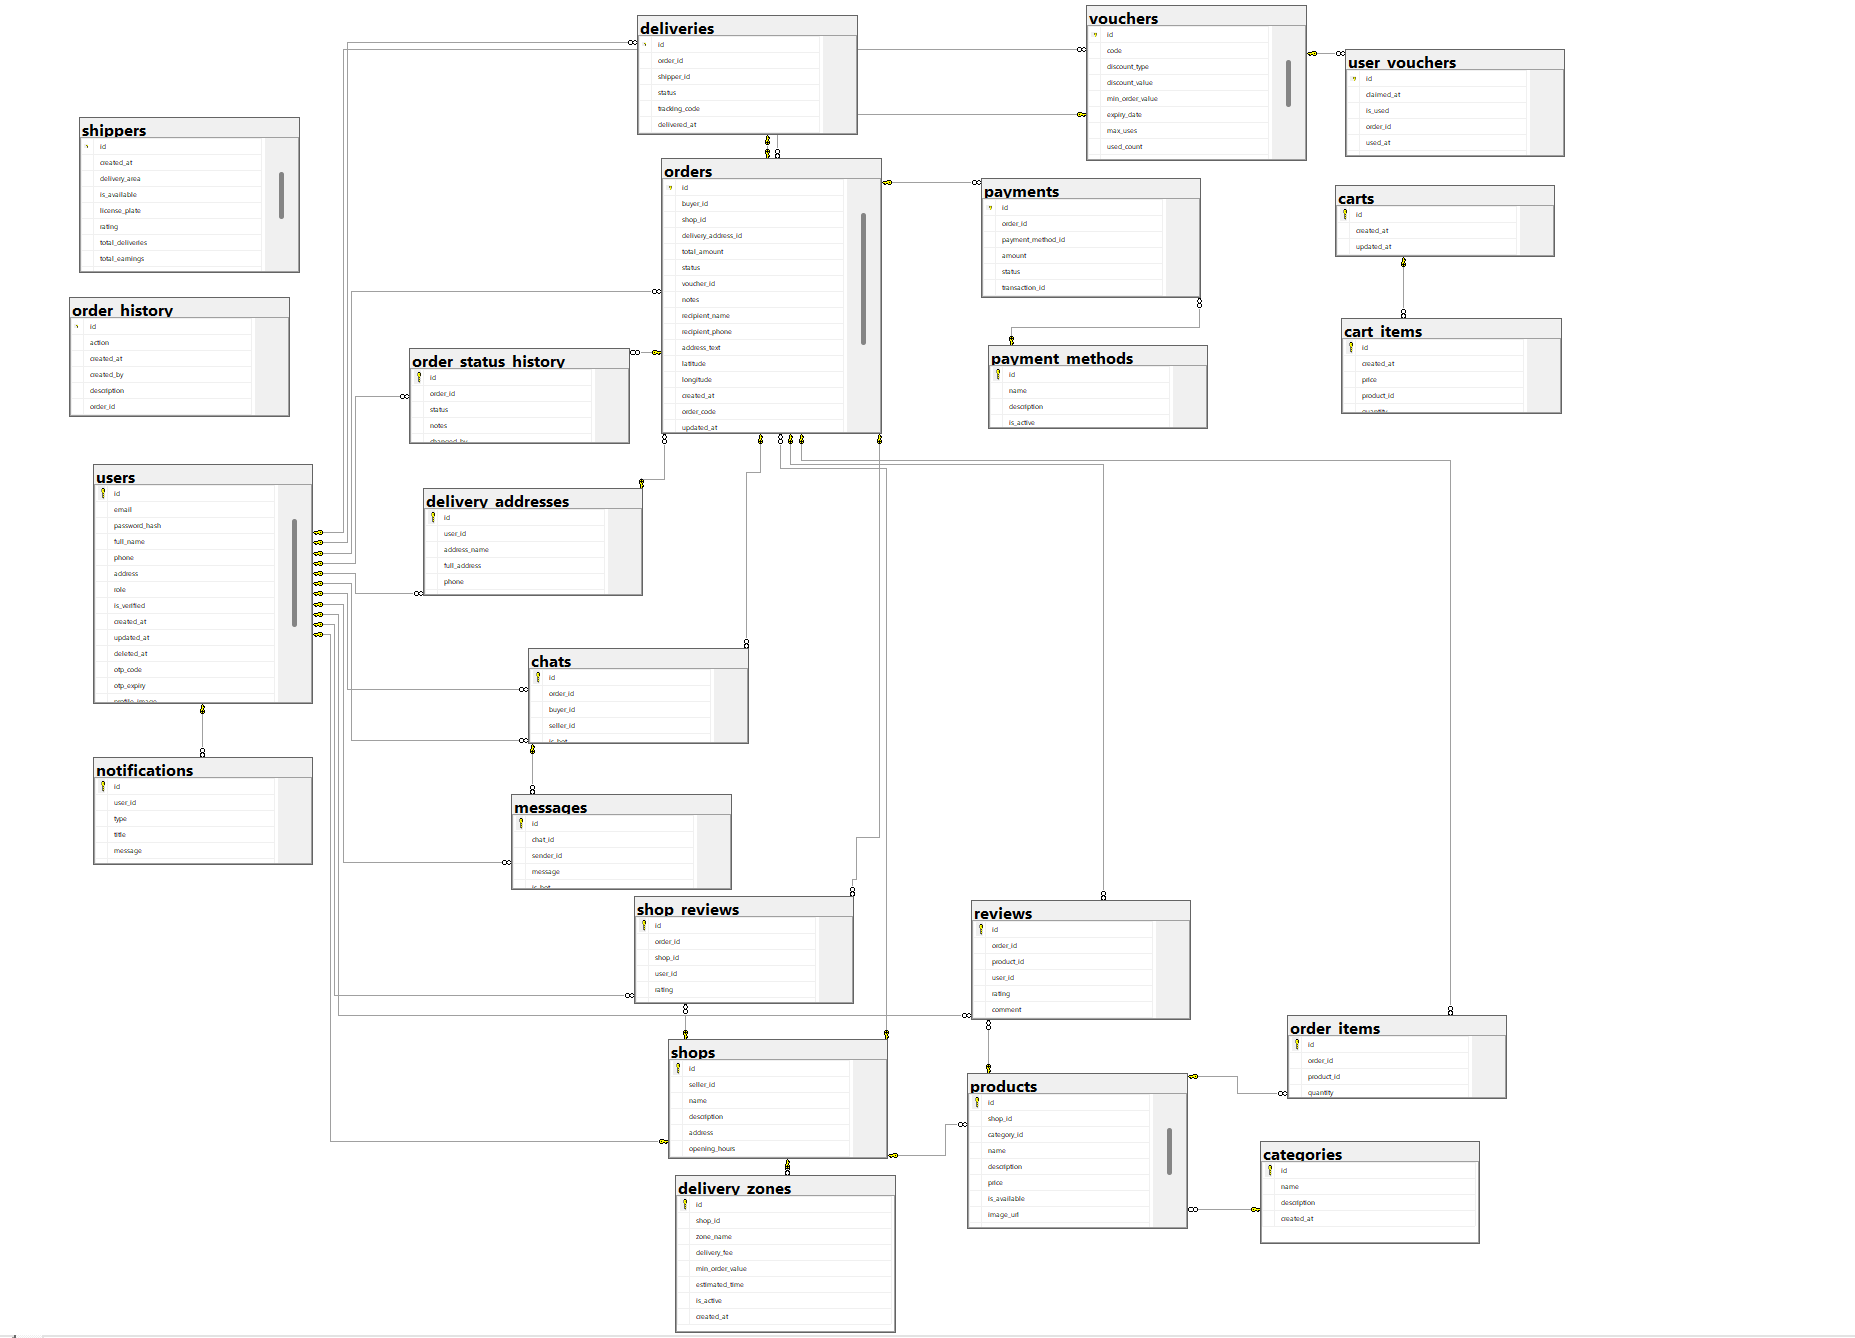 deliveries
id
order_id
shipper_id
status
tracking_code
delivered_at
vouchers
id
code
discount_type
discount_value
min_order_value
expiry_date
max_uses
used_count
user_vouchers
id
claimed_at
is_used
order_id
used_at
shippers
id
created_at
delivery_area
is_available
license_plate
rating
total_deliveries
total_earnings
orders
id
buyer_id
shop_id
delivery_address_id
total_amount
status
voucher_id
notes
recipient_name
recipient_phone
address_text
latitude
longitude
created_at
order_code
updated_at
payments
id
order_id
payment_method_id
amount
status
transaction_id
carts
id
created_at
updated_at
order_history
id
action
created_at
created_by
description
order_id
order_status_history
id
order_id
status
notes
changed_by
payment_methods
id
name
description
is_active
cart_items
id
created_at
price
product_id
quantity
users
id
email
password_hash
full_name
phone
address
role
is_verified
created_at
updated_at
deleted_at
otp_code
otp_expiry
profile_image
delivery_addresses
id
user_id
address_name
full_address
phone
chats
id
order_id
buyer_id
seller_id
is_bot
notifications
id
user_id
type
title
message
messages
id
chat_id
sender_id
message
is_bot
shop_reviews
id
order_id
shop_id
user_id
rating
reviews
id
order_id
product_id
user_id
rating
comment
order_items
id
order_id
product_id
quantity
shops
id
seller_id
name
description
address
opening_hours
products
id
shop_id
category_id
name
description
price
is_available
image_url
categories
id
name
description
created_at
delivery_zones
id
shop_id
zone_name
delivery_fee
min_order_value
estimated_time
is_active
created_at